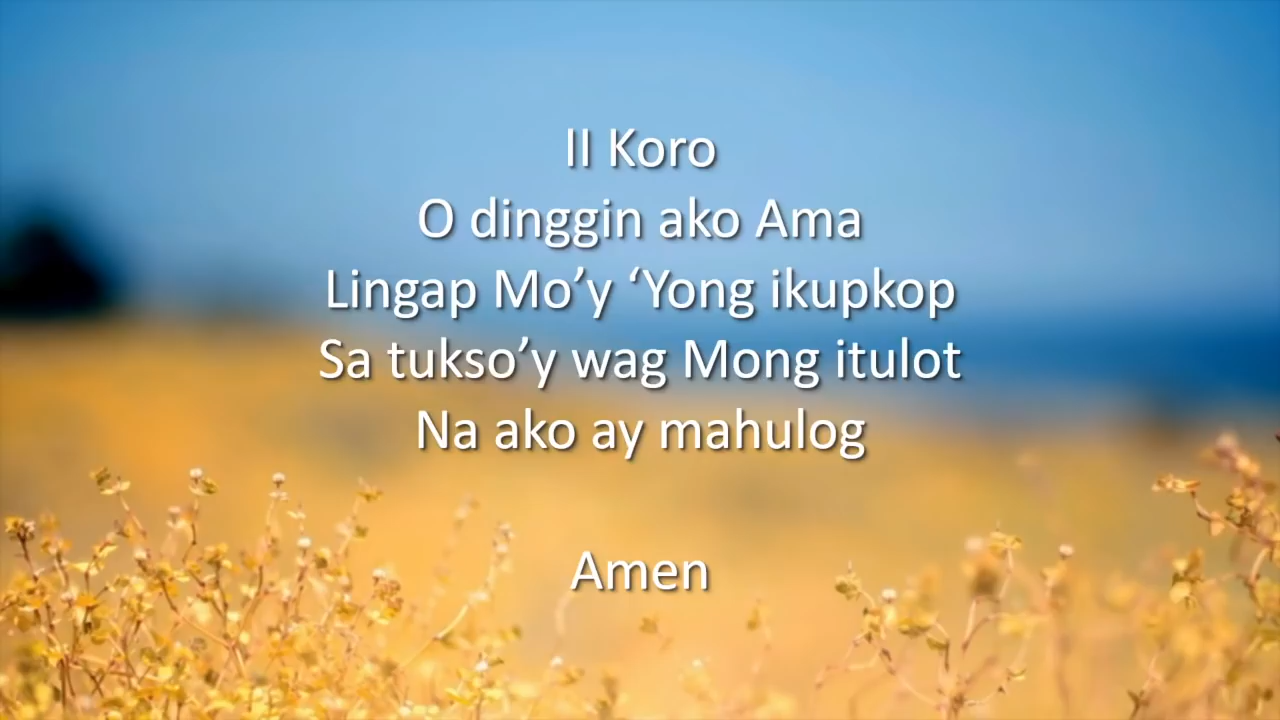 II Koro
O dinggin ako Ama
Lingap Mo’y ‘Yong ikupkop
Sa tukso’y wag Mong itulot
Na ako ay mahulog
Amen